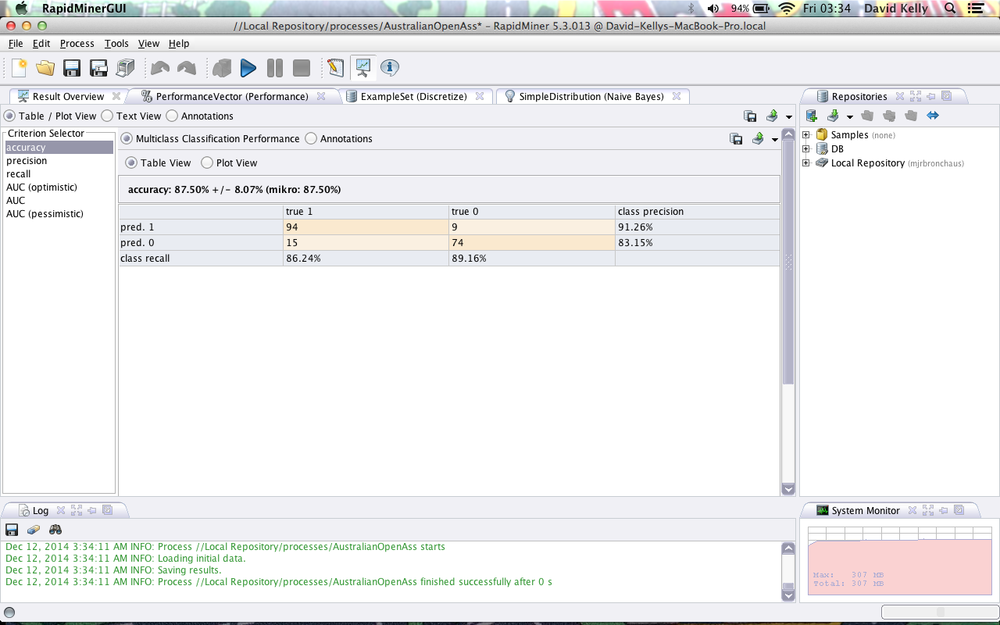 RapidMinerGUI 94% Fri 03:34 David Kelly
//Local Repository/processes/AustralianOpenAss* – RapidMiner 5.3.013 @ David-Kellys-MacBook-Pro.local
File Edit Process Tools View Help
Result Overview PerformanceVector (Performance) ExampleSet (Discretize) SimpleDistribution (Naive Bayes)
Table / Plot View Text View Annotations
Criterion Selector
accuracy
precision
recall
AUC (optimistic)
AUC
AUC (pessimistic)
Multiclass Classification Performance Annotations
Table View Plot View
accuracy: 87.50% +/- 8.07% (mikro: 87.50%)
true 1 true 0 class precision
pred. 1 94 9 91.26%
pred. 0 15 74 83.15%
class recall 86.24% 89.16%
Repositories
Samples (none)
DB
Local Repository (mjrbronchaus)
Log
Dec 12, 2014 3:34:11 AM INFO: Process //Local Repository/processes/AustralianOpenAss starts
Dec 12, 2014 3:34:11 AM INFO: Loading initial data.
Dec 12, 2014 3:34:11 AM INFO: Saving results.
Dec 12, 2014 3:34:11 AM INFO: Process //Local Repository/processes/AustralianOpenAss finished successfully after 0 s
System Monitor
Max: 307 MB
Total: 307 MB